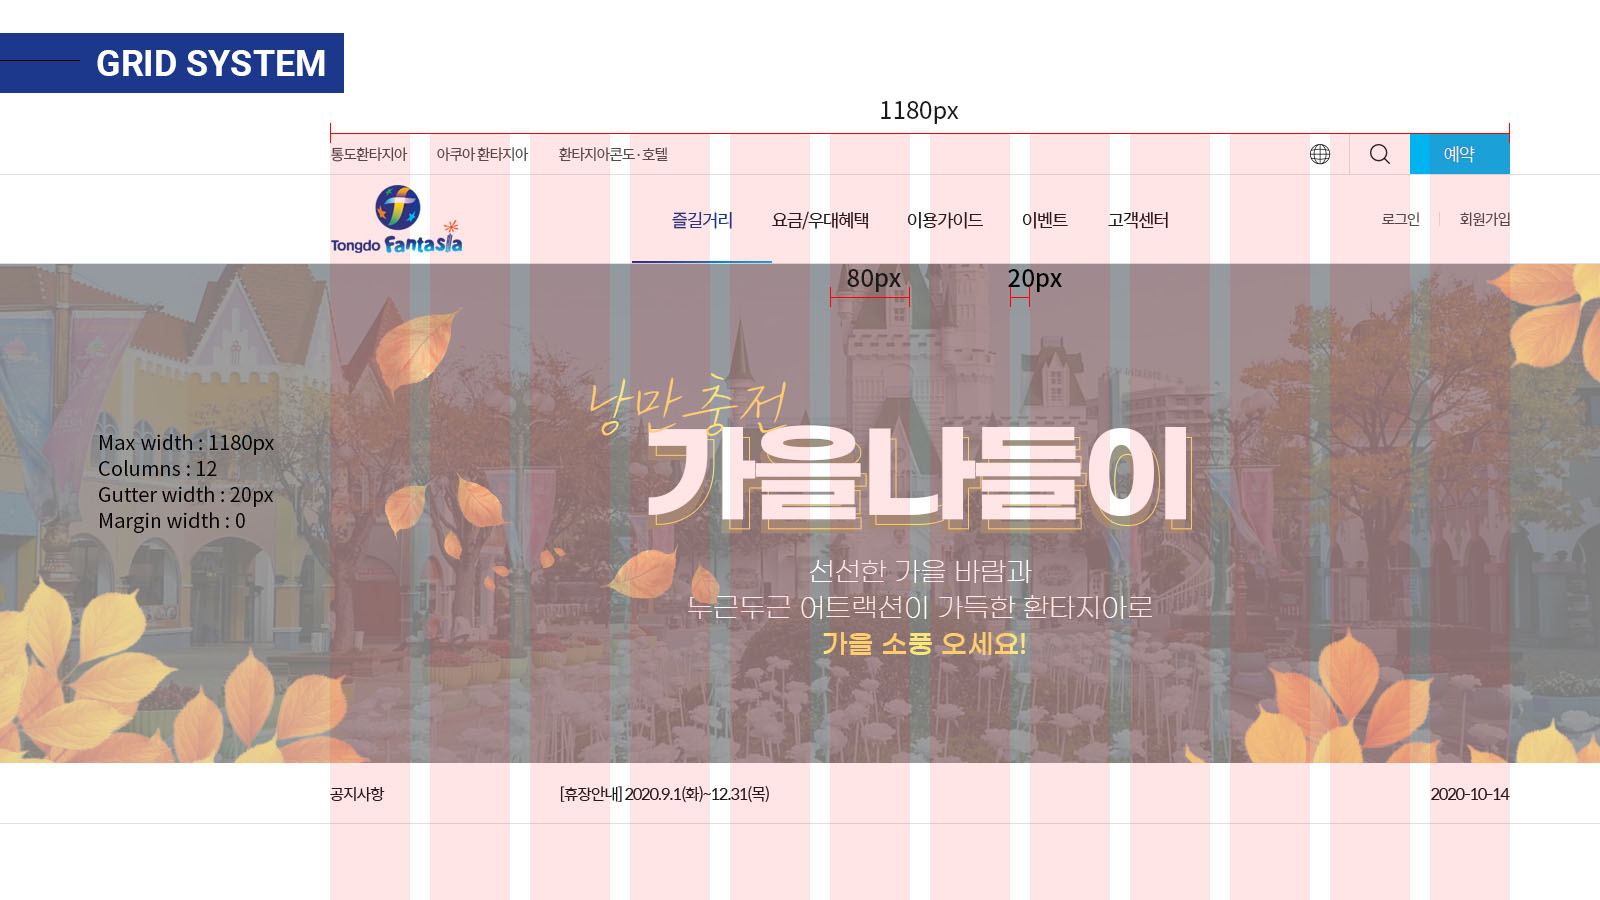 GRID SYSTEM
1180px
통도환타지아 아쿠아 환타지아 환타지아콘도·호텔 예약
Tongdo Fantasia
즐길거리 요금/우대혜택 이용가이드 이벤트 고객센터 로그인 회원가입
80px 20px
낭만 충전
가을나들이
Max width : 1180px
Columns : 12
Gutter width : 20px
Margin width : 0
선선한 가을 바람과
두근두근 어트랙션이 가득한 환타지아로
가을 소풍 오세요!
공지사항 [휴장안내] 2020.9.1(화)~12.31(목) 2020-10-14